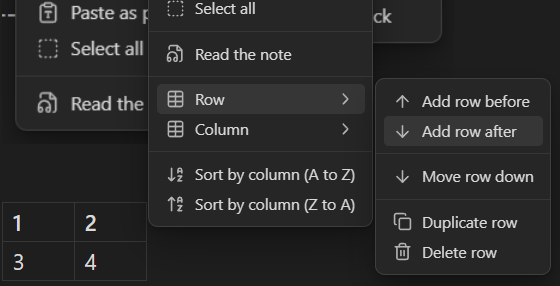 Paste as p
Select all
Read the
Select all
Read the note
Row
Column
Sort by column (A to Z)
Sort by column (Z to A)
ck
Add row before
Add row after
Move row down
Duplicate row
Delete row
1 2
3 4